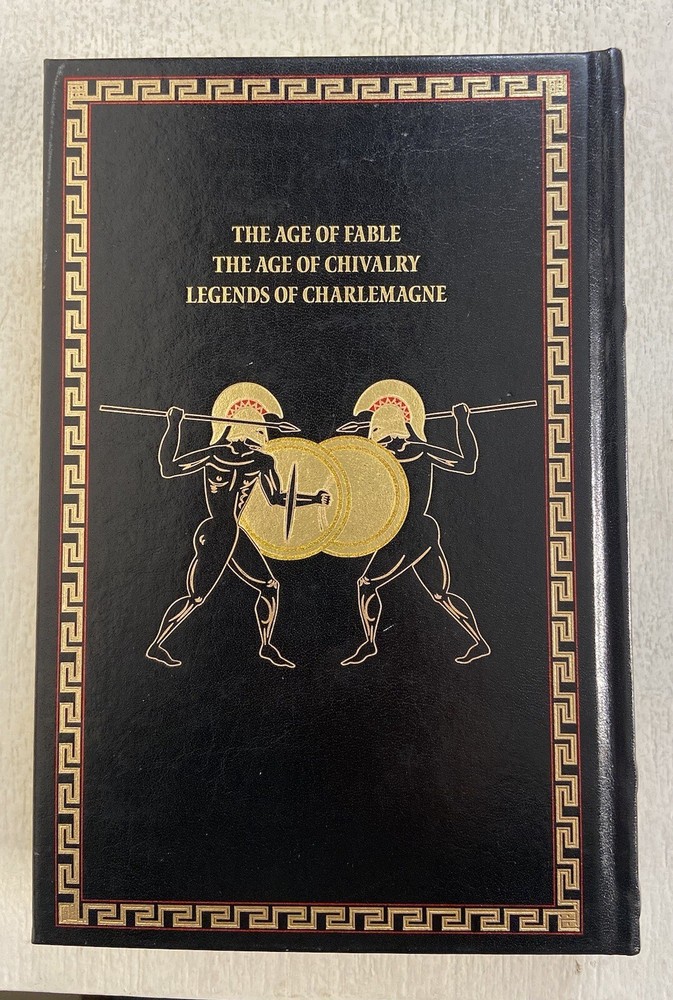 THE AGE OF FABLE
THE AGE OF CHIVALRY
LEGENDS OF CHARLEMAGNE